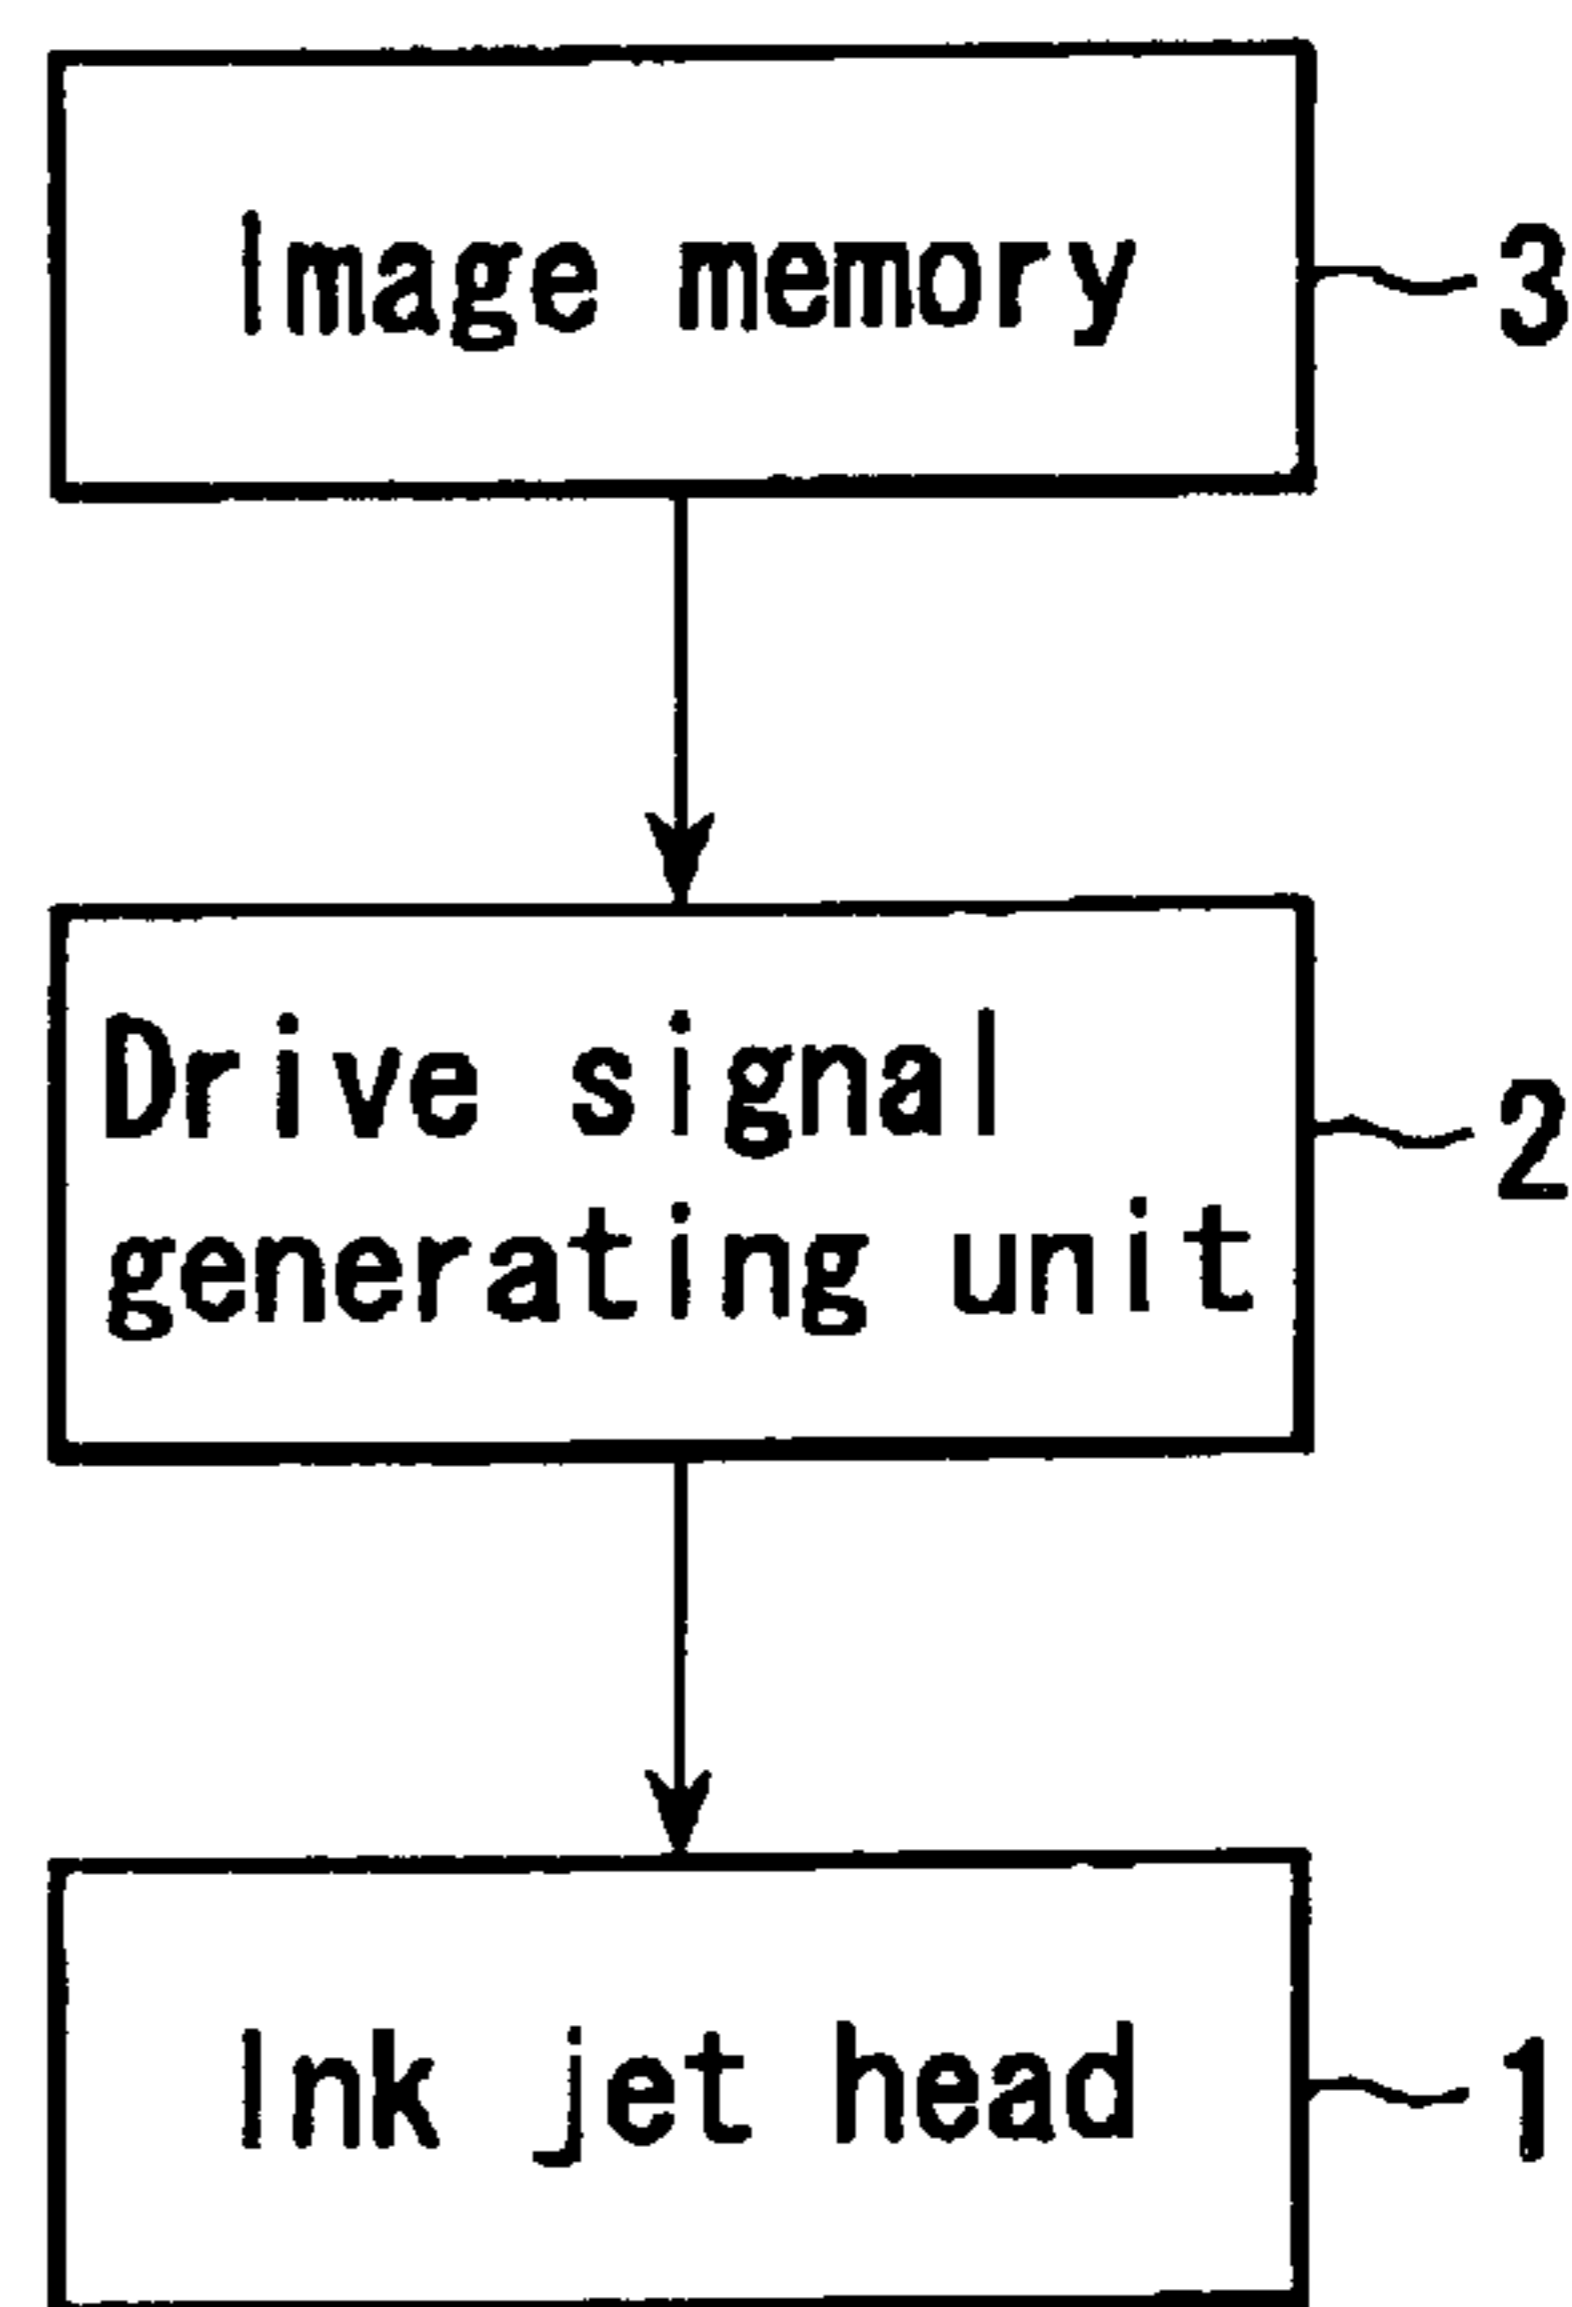 Image memory
3
Drive signal
generating unit
2
Ink jet head
1